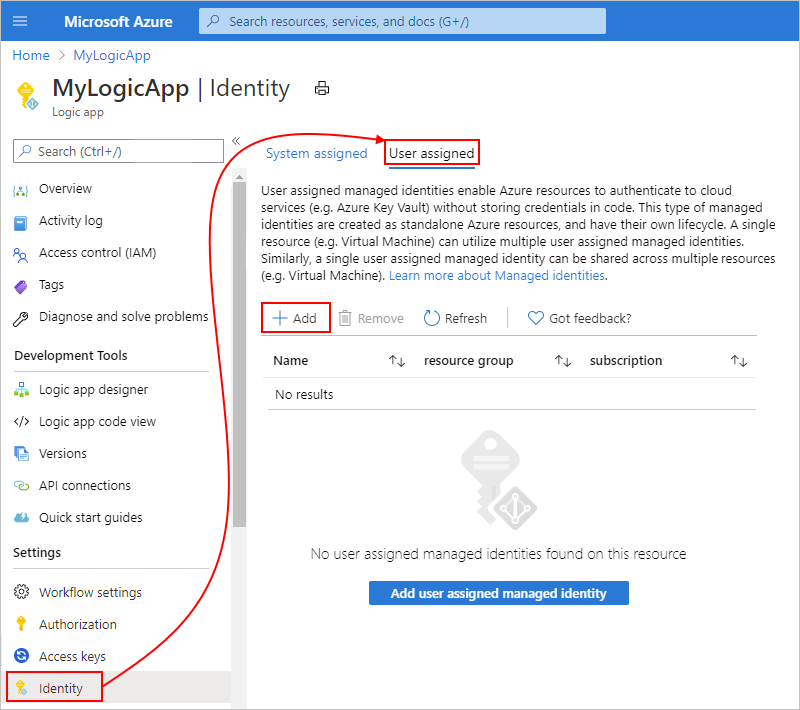 Microsoft Azure
Search resources, services, and docs (G+/)
Home > MyLogicApp
MyLogicApp | Identity
Logic app
Search (Ctrl+/)
«
Overview
Activity log
Access control (IAM)
Tags
Diagnose and solve problems
Development Tools
Logic app designer
Logic app code view
Versions
API connections
Quick start guides
Settings
Workflow settings
Authorization
Access keys
Identity
System assigned
User assigned
User assigned managed identities enable Azure resources to authenticate to cloud
services (e.g. Azure Key Vault) without storing credentials in code. This type of managed
identities are created as standalone Azure resources, and have their own lifecycle. A single
resource (e.g. Virtual Machine) can utilize multiple user assigned managed identities.
Similarly, a single user assigned managed identity can be shared across multiple resources
(e.g. Virtual Machine). Learn more about Managed identities.
Add Remove Refresh Got feedback?
Name resource group subscription
No results
No user assigned managed identities found on this resource
Add user assigned managed identity